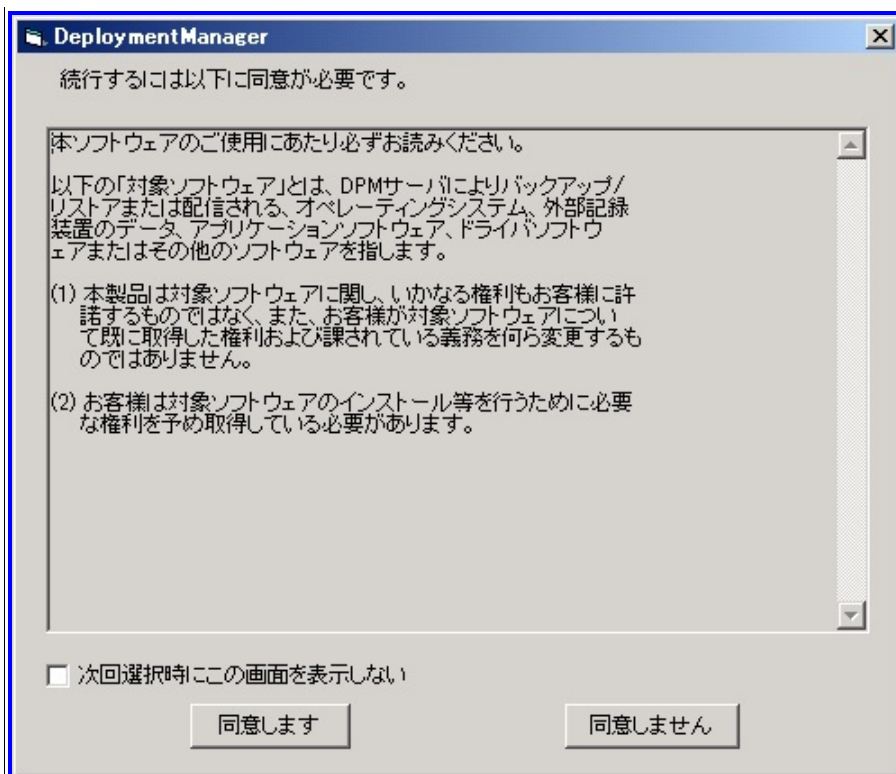 DeploymentManager
続行するには以下に同意が必要です。
本ソフトウェアのご使用にあたり必ずお読みください。
以下の「対象ソフトウェア」とは、DPMサーバによりバックアップ/
リストアまたは配信される、オペレーティングシステム、外部記録
装置のデータ、アプリケーションソフトウェア、ドライバソフトウ
ェアまたはその他のソフトウェアを指します。
(1) 本製品は対象ソフトウェアに関し、いかなる権利もお客様に許
諾するものではなく、また、お客様が対象ソフトウェアについ
て既に取得した権利および課されている義務を何ら変更するも
のではありません。
(2) お客様は対象ソフトウェアのインストール等を行うために必要
な権利を予め取得している必要があります。
次回選択時にこの画面を表示しない
同意します
同意しません